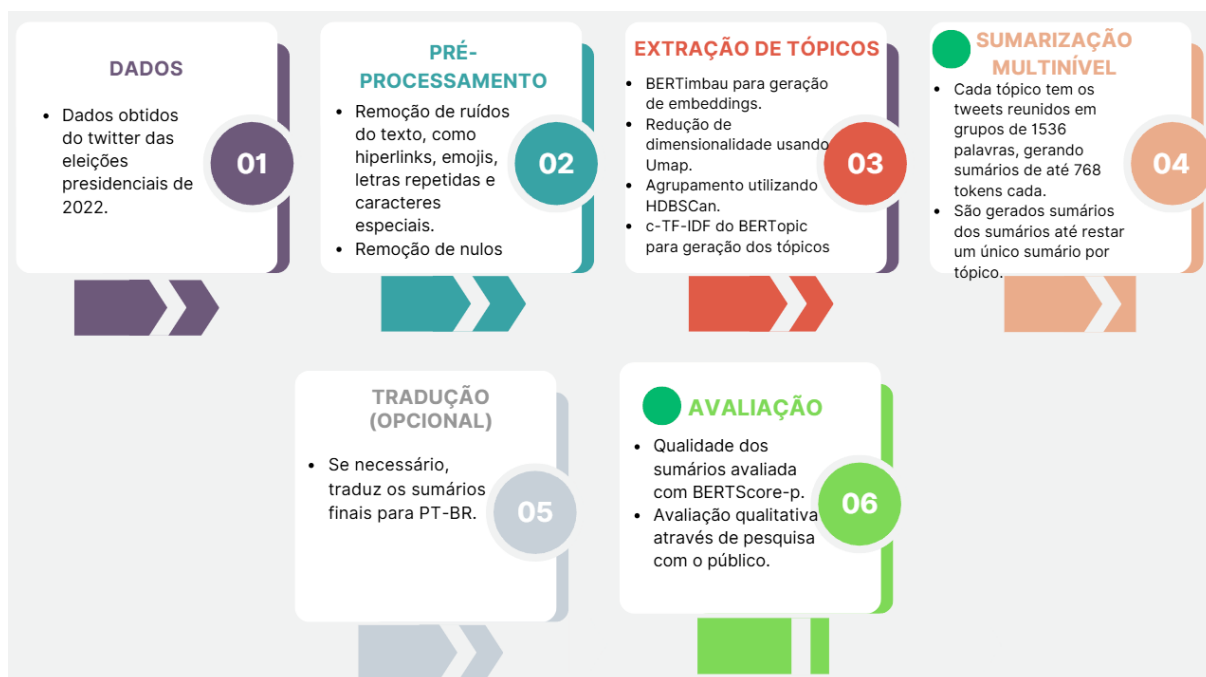 DADOS
• Dados obtidos
do twitter das
eleições
presidenciais de
2022.
01
PRÉ-
PROCESSAMENTO
• Remoção de ruídos
do texto, como
hiperlinks, emojis,
letras repetidas e
caracteres
especiais.
• Remoção de nulos
02
EXTRAÇÃO DE TÓPICOS
• BERTimbau para geração
de embeddings.
• Redução de
dimensionalidade usando
Umap.
• Agrupamento utilizando
HDBSCan.
• c-TF-IDF do BERTopic
para geração dos tópicos
03
SUMARIZAÇÃO
MULTINÍVEL
• Cada tópico tem os
tweets reunidos em
grupos de 1536
palavras, gerando
sumários de até 768
tokens cada.
• São gerados sumários
dos sumários até restar
um único sumário por
tópico.
04
TRADUÇÃO
(OPCIONAL)
• Se necessário,
traduz os sumários
finais para PT-BR.
05
AVALIAÇÃO
• Qualidade dos
sumários avaliada
com BERTScore-p.
• Avaliação qualitativa
através de pesquisa
com o público.
06